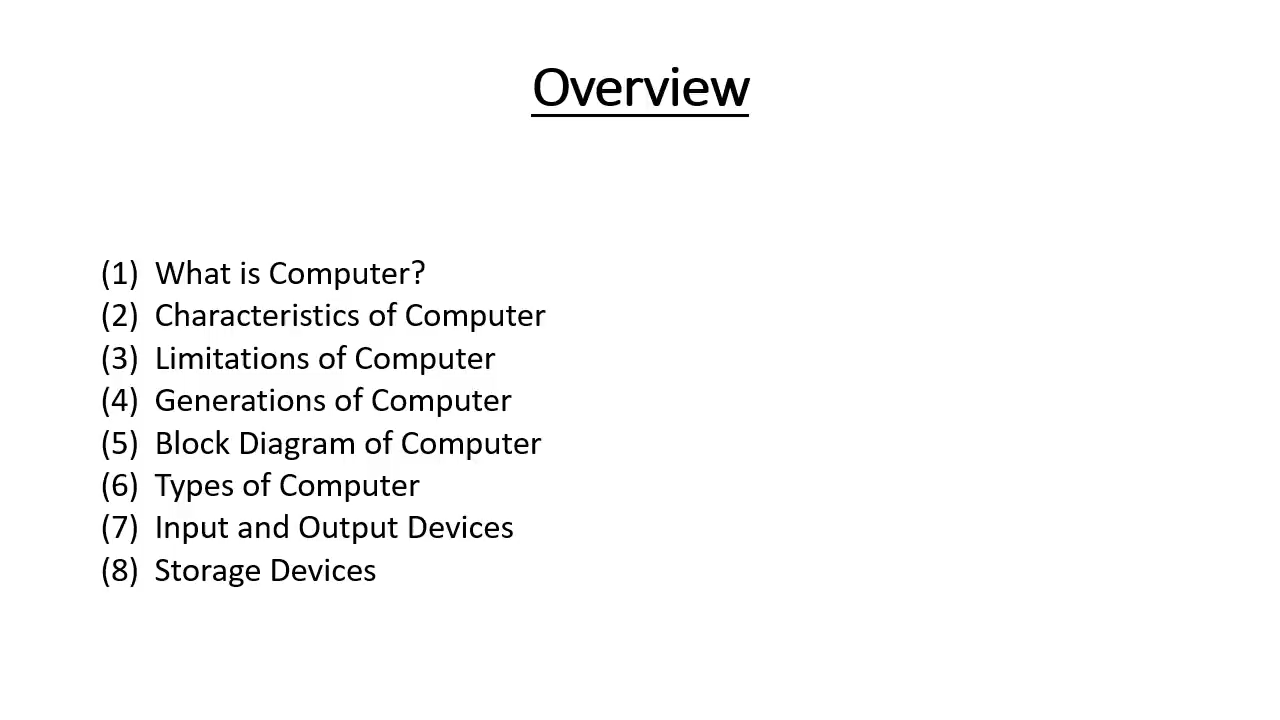 Overview
(1) What is Computer?
(2) Characteristics of Computer
(3) Limitations of Computer
(4) Generations of Computer
(5) Block Diagram of Computer
(6) Types of Computer
(7) Input and Output Devices
(8) Storage Devices